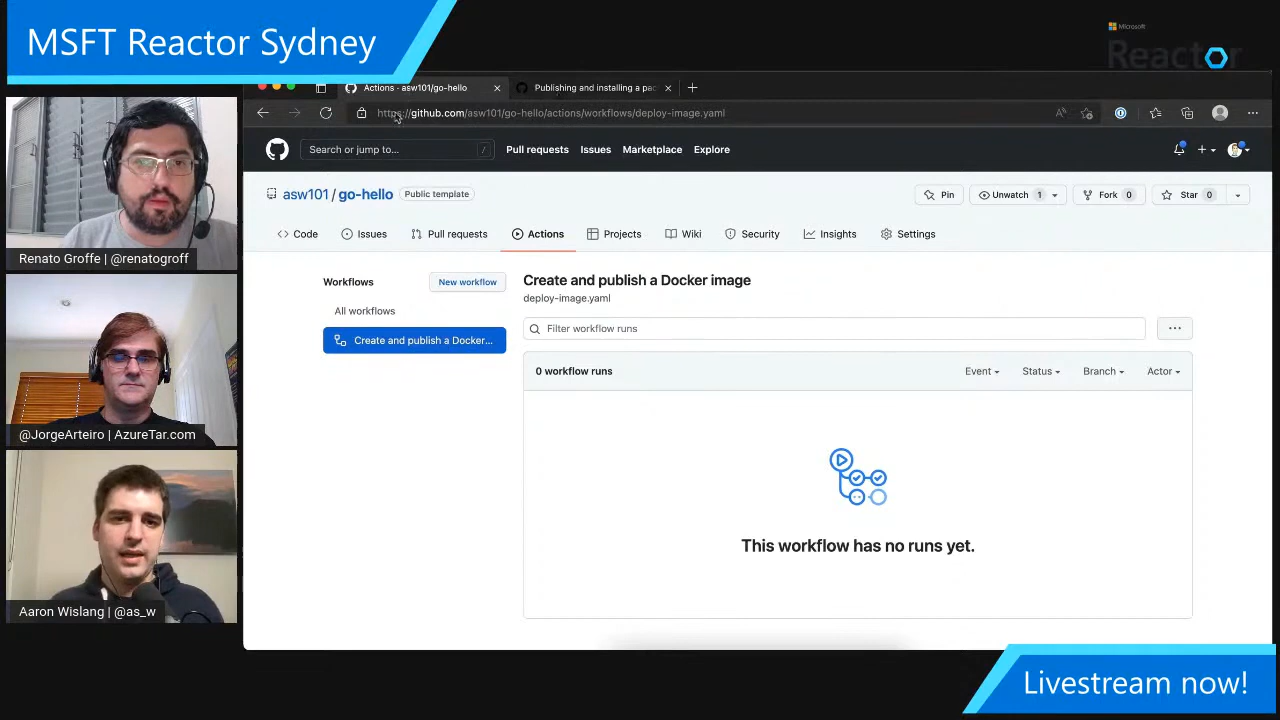 MSFT Reactor Sydney
Microsoft
Reactor
Renato Groffe | @renatogroff
@JorgeArteiro | AzureTar.com
Aaron Wislang | @as_w
Actions · asw101/go-hello
Publishing and installing a pac
https://github.com/asw101/go-hello/actions/workflows/deploy-image.yaml
Search or jump to... /
Pull requests Issues Marketplace Explore
asw101 / go-hello Public template
Pin Unwatch 1 Fork 0 Star 0
Code Issues Pull requests Actions Projects Wiki Security Insights Settings
Workflows New workflow
All workflows
Create and publish a Docker...
Create and publish a Docker image
deploy-image.yaml
Filter workflow runs
0 workflow runs Event Status Branch Actor
This workflow has no runs yet.
Livestream now!